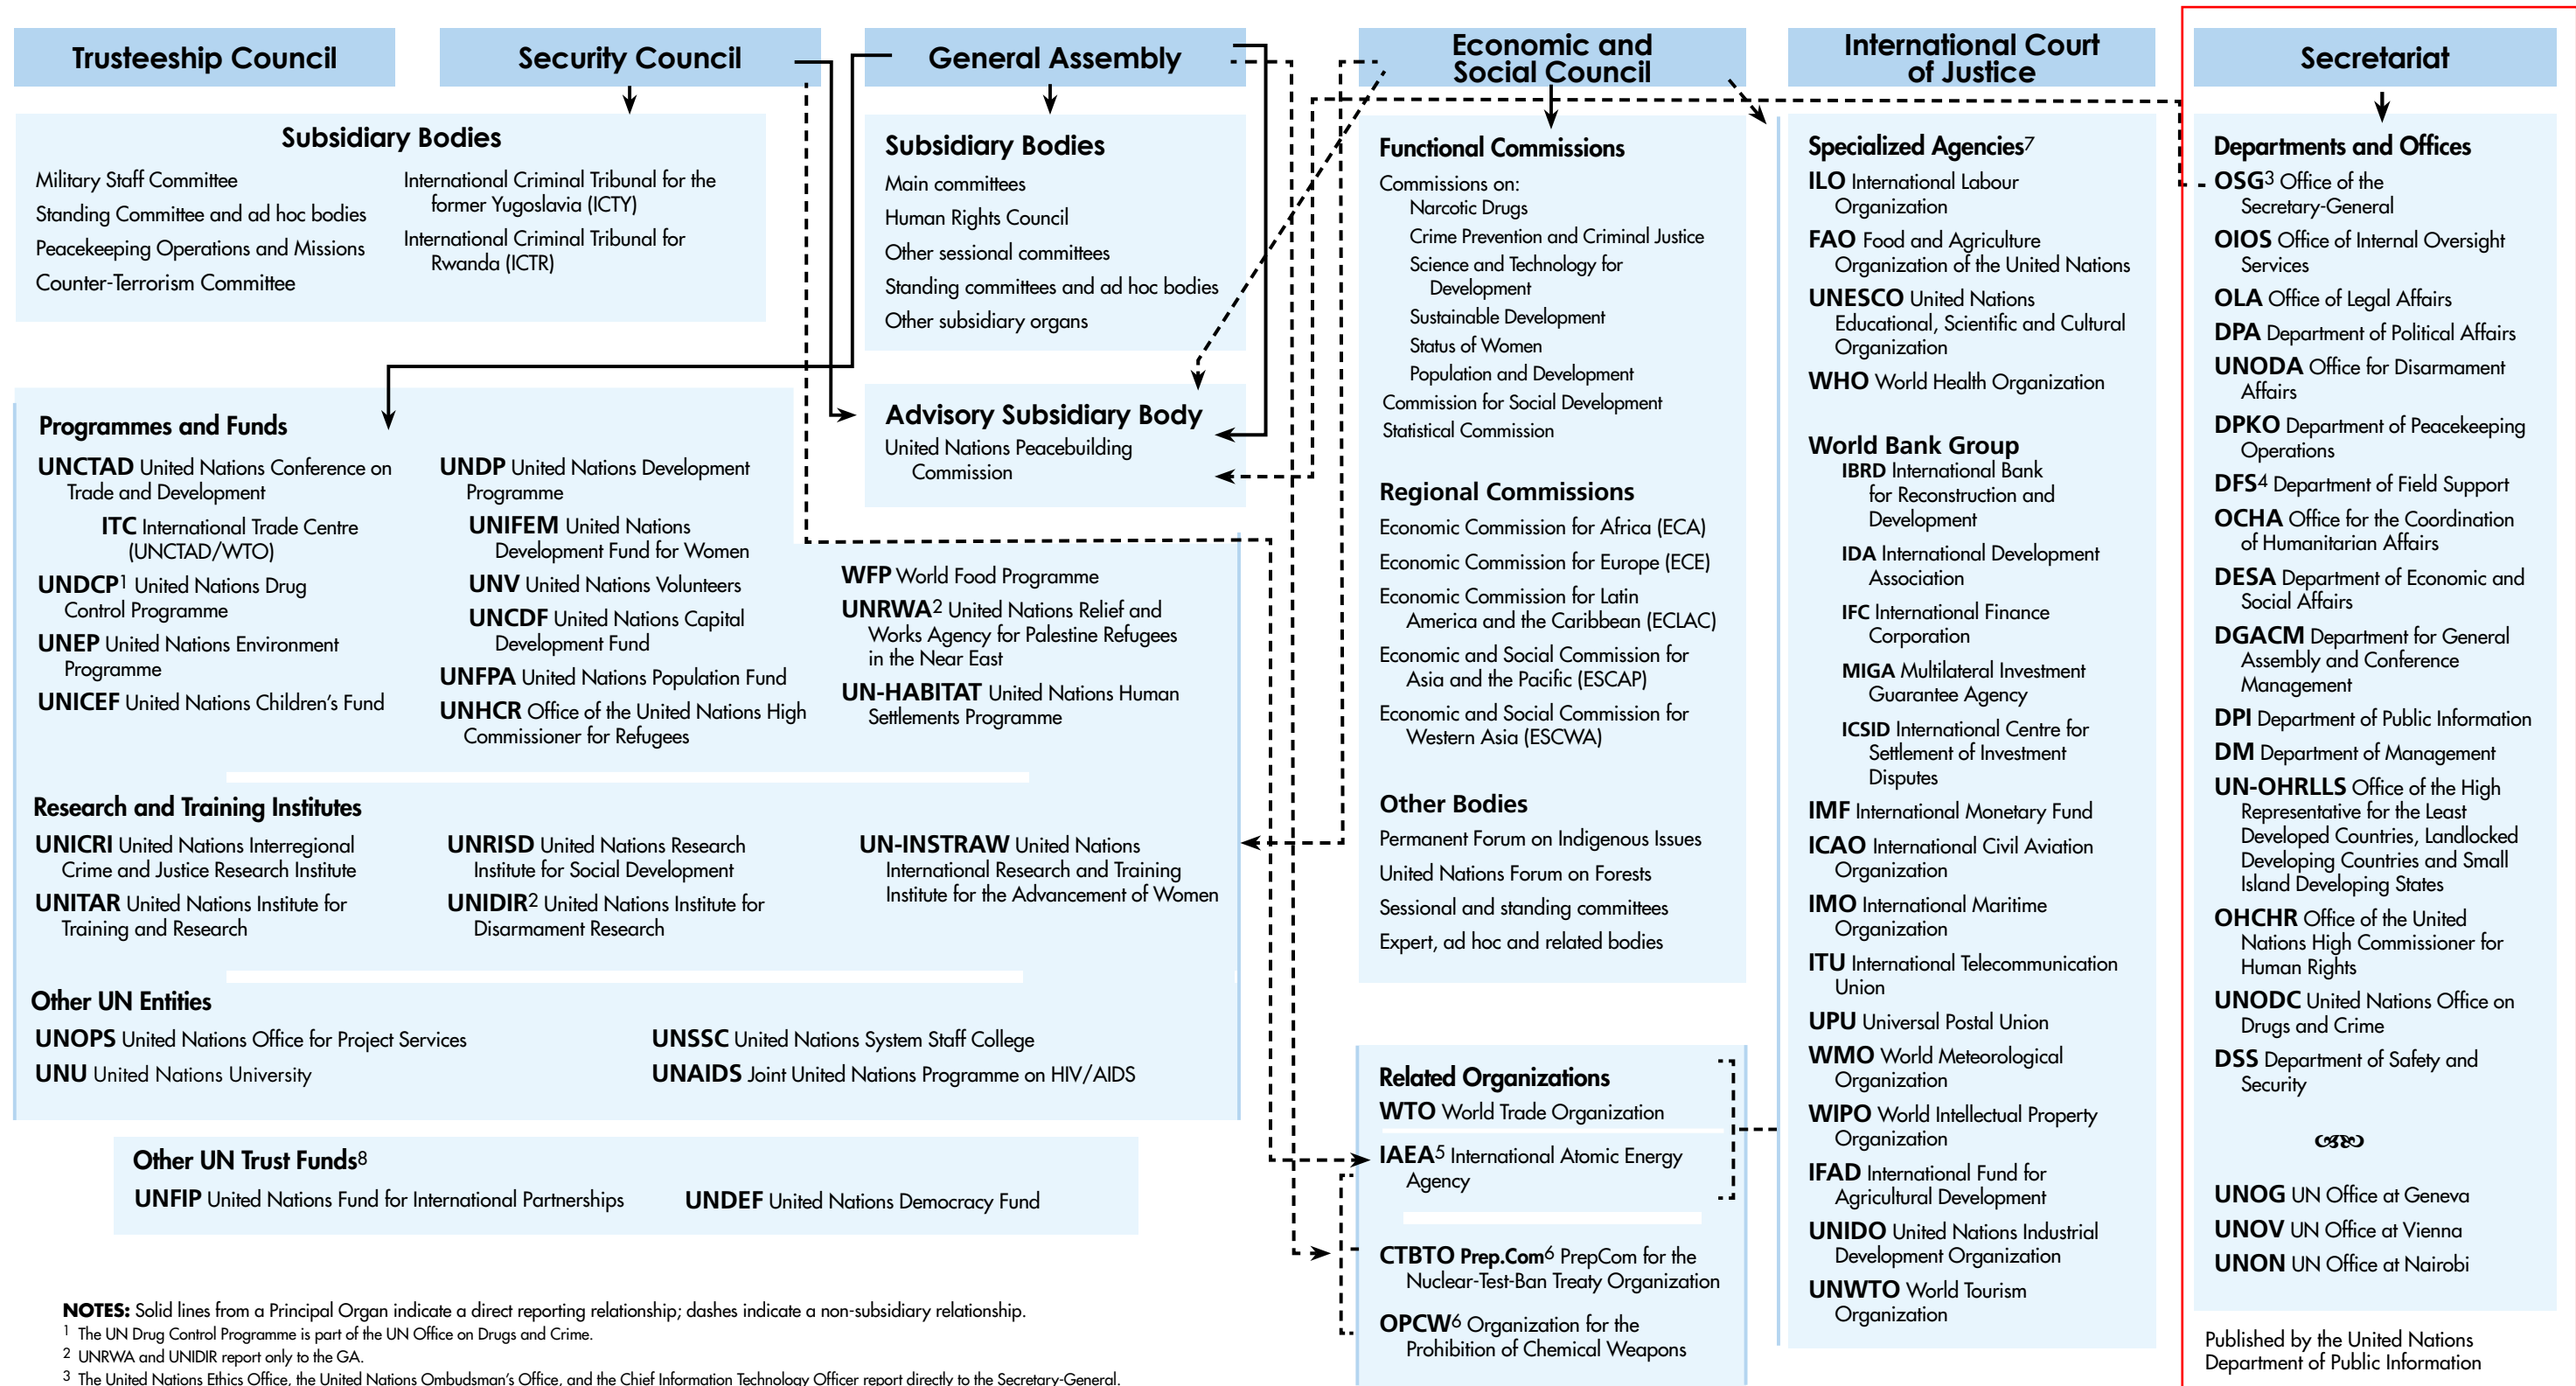 Trusteeship Council
Security Council
General Assembly
Economic and
Social Council
International Court
of Justice
Secretariat
Subsidiary Bodies
Military Staff Committee
Standing Committee and ad hoc bodies
Peacekeeping Operations and Missions
Counter-Terrorism Committee
International Criminal Tribunal for the
former Yugoslavia (ICTY)
International Criminal Tribunal for
Rwanda (ICTR)
Programmes and Funds
UNCTAD United Nations Conference on
Trade and Development
ITC International Trade Centre
(UNCTAD/WTO)
UNDCP1 United Nations Drug
Control Programme
UNEP United Nations Environment
Programme
UNICEF United Nations Children’s Fund
UNDP United Nations Development
Programme
UNIFEM United Nations
Development Fund for Women
UNV United Nations Volunteers
UNCDF United Nations Capital
Development Fund
UNFPA United Nations Population Fund
UNHCR Office of the United Nations High
Commissioner for Refugees
WFP World Food Programme
UNRWA2 United Nations Relief and
Works Agency for Palestine Refugees
in the Near East
UN-HABITAT United Nations Human
Settlements Programme
Research and Training Institutes
UNICRI United Nations Interregional
Crime and Justice Research Institute
UNITAR United Nations Institute for
Training and Research
UNRISD United Nations Research
Institute for Social Development
UNIDIR2 United Nations Institute for
Disarmament Research
UN-INSTRAW United Nations
International Research and Training
Institute for the Advancement of Women
Other UN Entities
UNOPS United Nations Office for Project Services
UNU United Nations University
UNSSC United Nations System Staff College
UNAIDS Joint United Nations Programme on HIV/AIDS
Other UN Trust Funds8
UNFIP United Nations Fund for International Partnerships
UNDEF United Nations Democracy Fund
Subsidiary Bodies
Main committees
Human Rights Council
Other sessional committees
Standing committees and ad hoc bodies
Other subsidiary organs
Advisory Subsidiary Body
United Nations Peacebuilding
Commission
Functional Commissions
Commissions on:
Narcotic Drugs
Crime Prevention and Criminal Justice
Science and Technology for
Development
Sustainable Development
Status of Women
Population and Development
Commission for Social Development
Statistical Commission
Regional Commissions
Economic Commission for Africa (ECA)
Economic Commission for Europe (ECE)
Economic Commission for Latin
America and the Caribbean (ECLAC)
Economic and Social Commission for
Asia and the Pacific (ESCAP)
Economic and Social Commission for
Western Asia (ESCWA)
Other Bodies
Permanent Forum on Indigenous Issues
United Nations Forum on Forests
Sessional and standing committees
Expert, ad hoc and related bodies
Related Organizations
WTO World Trade Organization
IAEA5 International Atomic Energy
Agency
CTBTO Prep.Com6 PrepCom for the
Nuclear-Test-Ban Treaty Organization
OPCW6 Organization for the
Prohibition of Chemical Weapons
Specialized Agencies7
ILO International Labour
Organization
FAO Food and Agriculture
Organization of the United Nations
UNESCO United Nations
Educational, Scientific and Cultural
Organization
WHO World Health Organization
World Bank Group
IBRD International Bank
for Reconstruction and
Development
IDA International Development
Association
IFC International Finance
Corporation
MIGA Multilateral Investment
Guarantee Agency
ICSID International Centre for
Settlement of Investment
Disputes
IMF International Monetary Fund
ICAO International Civil Aviation
Organization
IMO International Maritime
Organization
ITU International Telecommunication
Union
UPU Universal Postal Union
WMO World Meteorological
Organization
WIPO World Intellectual Property
Organization
IFAD International Fund for
Agricultural Development
UNIDO United Nations Industrial
Development Organization
UNWTO World Tourism
Organization
Departments and Offices
OSG3 Office of the
Secretary-General
OIOS Office of Internal Oversight
Services
OLA Office of Legal Affairs
DPA Department of Political Affairs
UNODA Office for Disarmament
Affairs
DPKO Department of Peacekeeping
Operations
DFS4 Department of Field Support
OCHA Office for the Coordination
of Humanitarian Affairs
DESA Department of Economic and
Social Affairs
DGACM Department for General
Assembly and Conference
Management
DPI Department of Public Information
DM Department of Management
UN-OHRLLS Office of the High
Representative for the Least
Developed Countries, Landlocked
Developing Countries and Small
Island Developing States
OHCHR Office of the United
Nations High Commissioner for
Human Rights
UNODC United Nations Office on
Drugs and Crime
DSS Department of Safety and
Security
UNOG UN Office at Geneva
UNOV UN Office at Vienna
UNON UN Office at Nairobi
Published by the United Nations
Department of Public Information
NOTES: Solid lines from a Principal Organ indicate a direct reporting relationship; dashes indicate a non-subsidiary relationship.
1 The UN Drug Control Programme is part of the UN Office on Drugs and Crime.
2 UNRWA and UNIDIR report only to the GA.
3 The United Nations Ethics Office, the United Nations Ombudsman’s Office, and the Chief Information Technology Officer report directly to the Secretary-General.